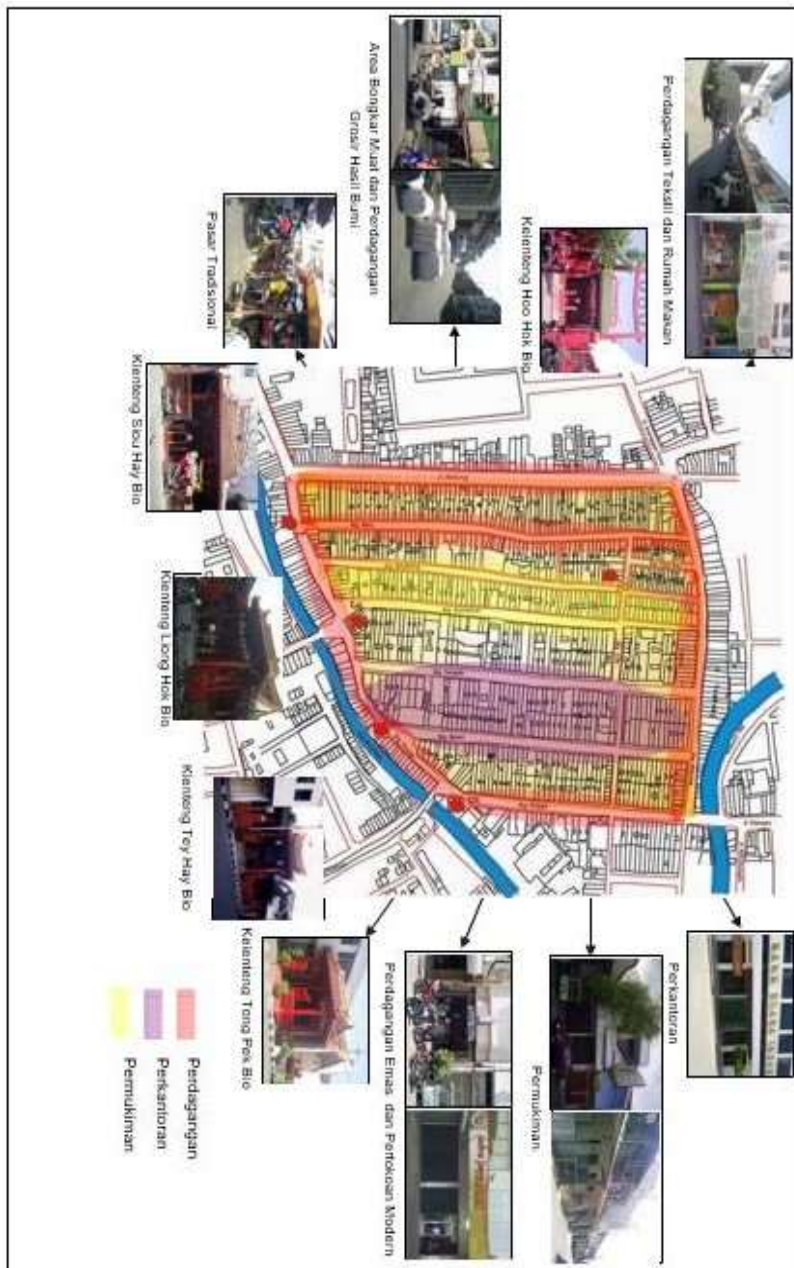 Perdagangan Tekstil dan Rumah Makan
Kelenteng Hoo Hok Bio
Area Bongkar Muat dan Perdagangan
Grosir Hasil Bumi
Pasar Tradisional
Klenteng Siou Hay Bio
Klenteng Liong Hok Bio
Klenteng Tey Hay Bio
Kelenteng Tong Pek Bio
Perdagangan Emas dan Pertokoan Modern
Permukiman
Perkantoran
Perdagangan
Perkantoran
Permukiman